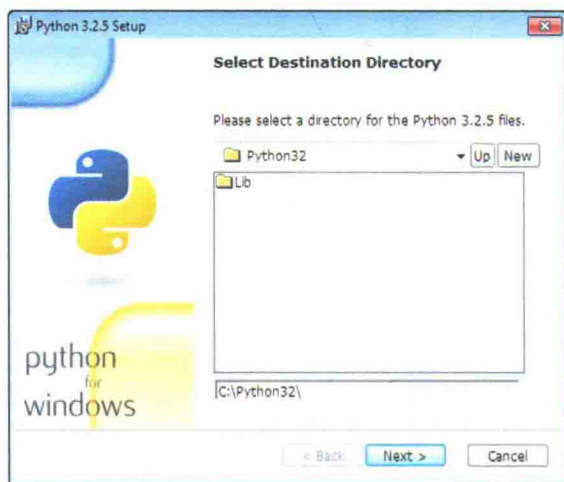 Python 3.2.5 Setup
Select Destination Directory
Please select a directory for the Python 3.2.5 files.
Python32
Up
New
Lib
python
for
windows
C:\Python32\
< Back
Next >
Cancel